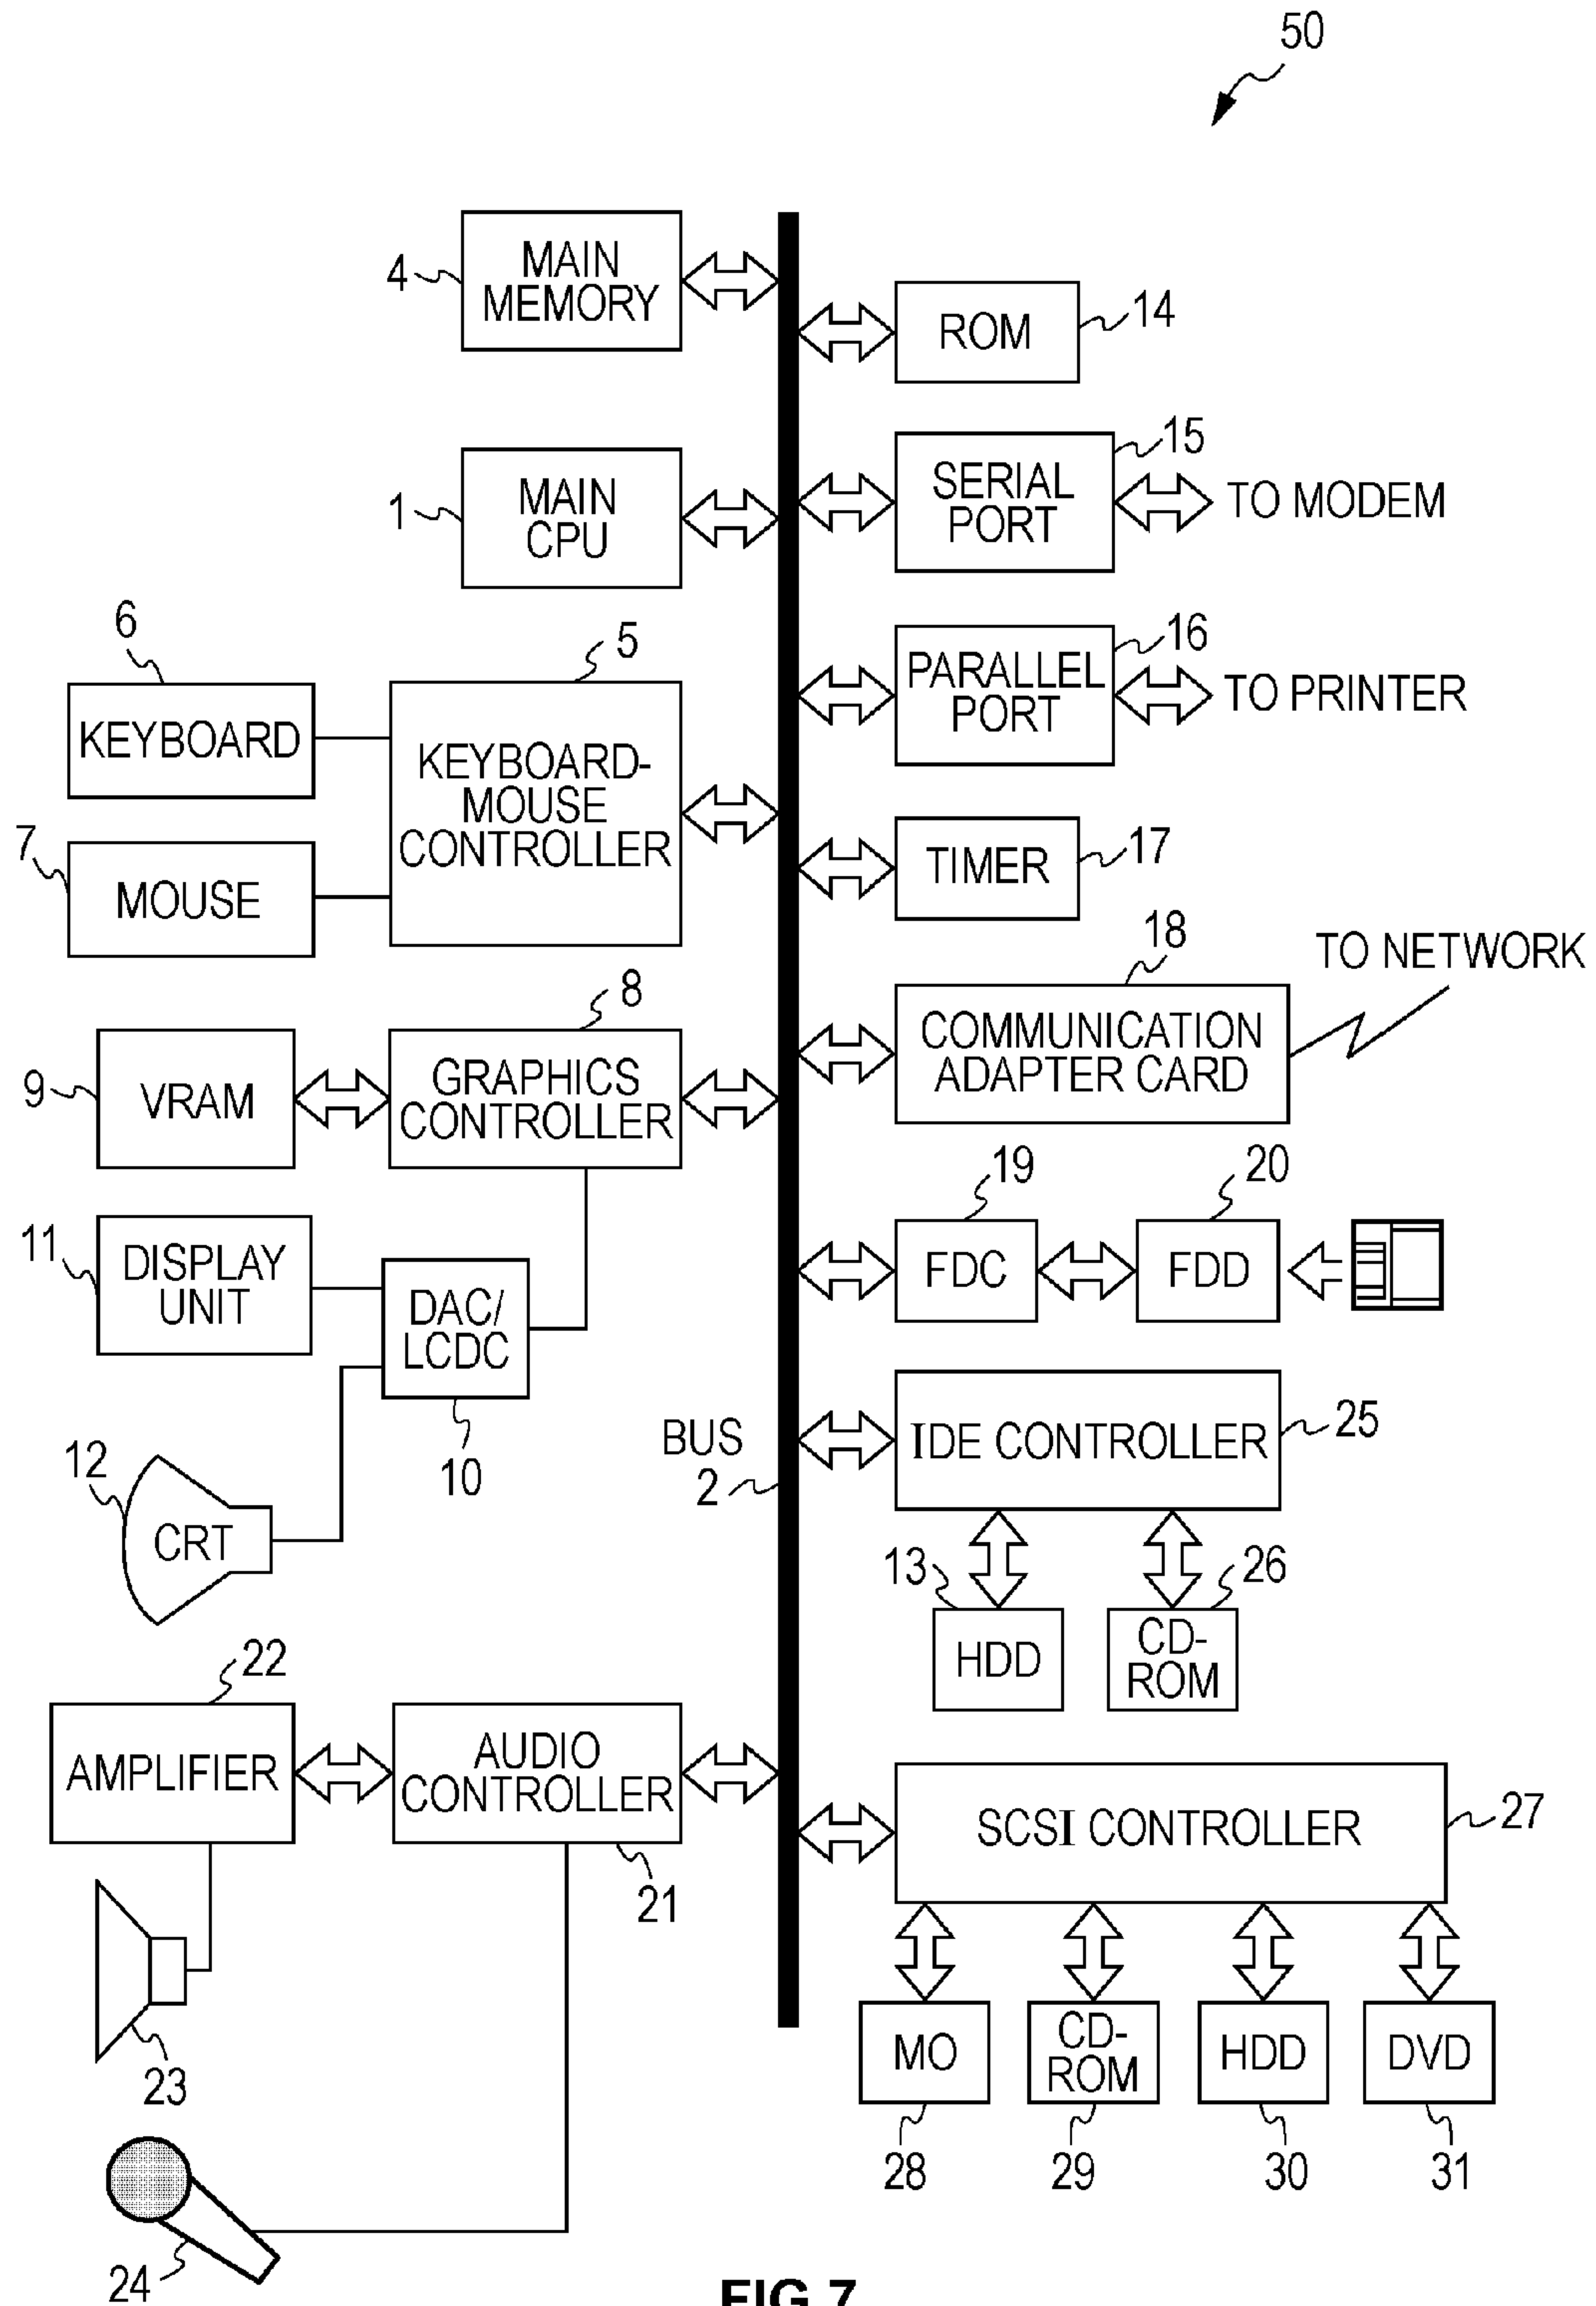 50
4
MAIN
MEMORY
ROM
14
1
MAIN
CPU
15
SERIAL
PORT
TO MODEM
6
KEYBOARD
5
KEYBOARD-
MOUSE
CONTROLLER
7
MOUSE
16
PARALLEL
PORT
TO PRINTER
TIMER
17
18
TO NETWORK
COMMUNICATION
ADAPTER CARD
8
9
VRAM
GRAPHICS
CONTROLLER
19
FDC
20
FDD
11
DISPLAY
UNIT
DAC/
LCDC
10
BUS
2
IDE CONTROLLER
25
12
CRT
13
HDD
26
CD-
ROM
22
AMPLIFIER
AUDIO
CONTROLLER
21
SCSI CONTROLLER
27
23
MO
28
CD-
ROM
29
HDD
30
DVD
31
24
FIG 7